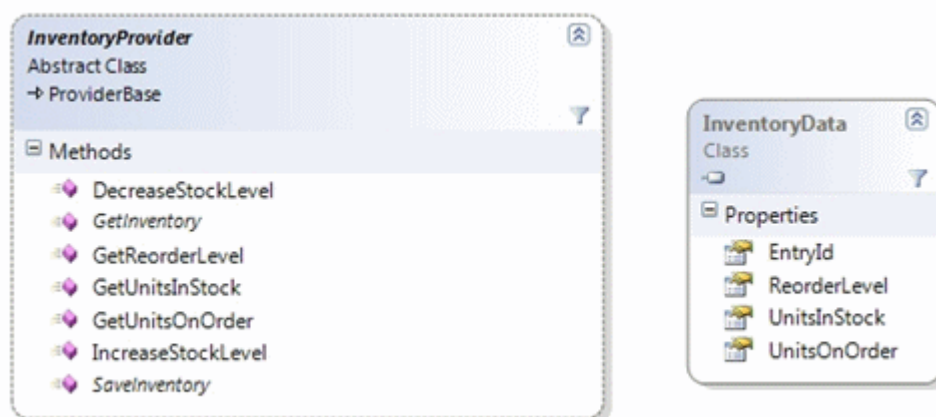 InventoryProvider
Abstract Class
ProviderBase
Methods
DecreaseStockLevel
GetInventory
GetReorderLevel
GetUnitsInStock
GetUnitsOnOrder
IncreaseStockLevel
SaveInventory
InventoryData
Class
Properties
EntryId
ReorderLevel
UnitsInStock
UnitsOnOrder